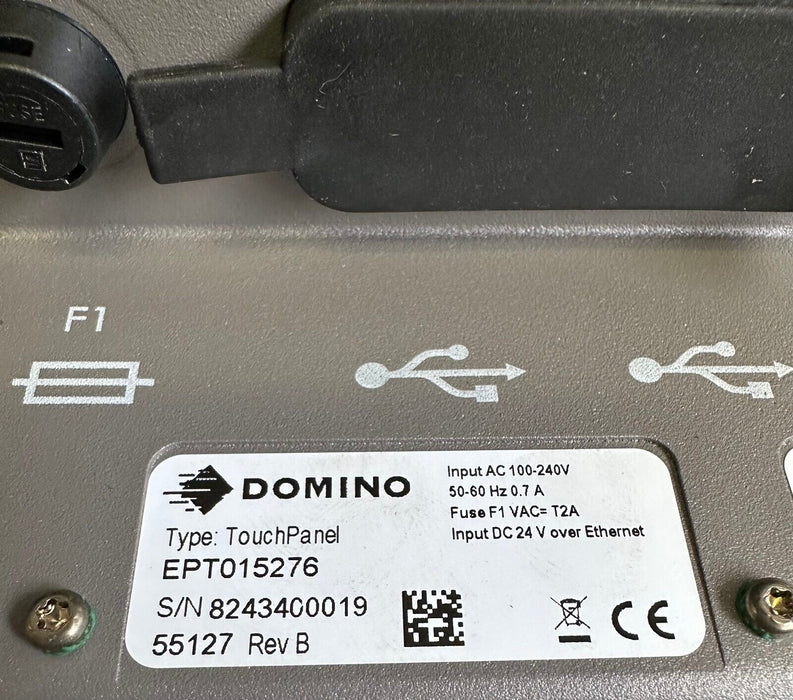 F1
DOMINO
Type: TouchPanel
EPT015276
S/N 8243400019
55127 Rev B
Input AC 100-240V
50-60 Hz 0.7 A
Fuse F1 VAC= T2A
Input DC 24 V over Ethernet
CE